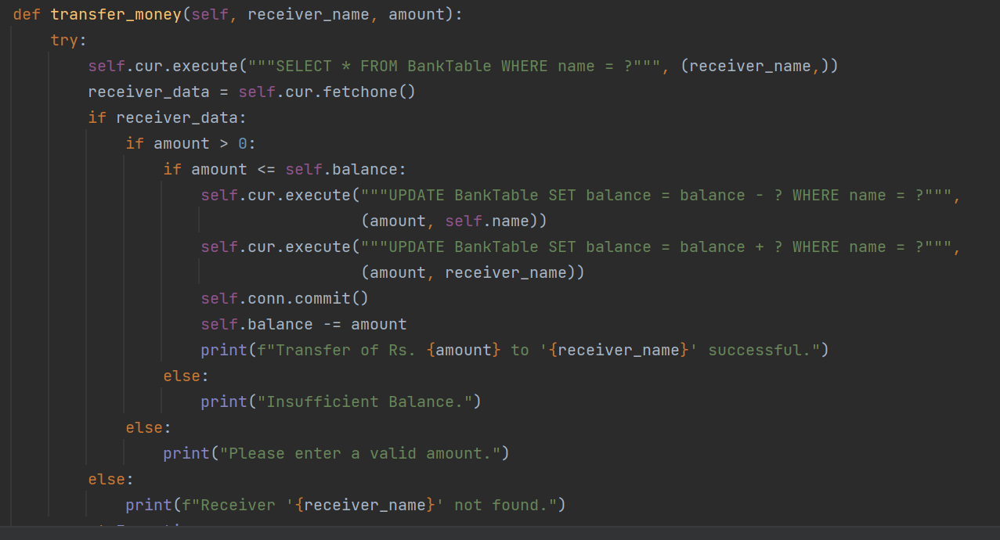 def transfer_money(self, receiver_name, amount):
    try:
        self.cur.execute("""SELECT * FROM BankTable WHERE name = ?""", (receiver_name,))
        receiver_data = self.cur.fetchone()
        if receiver_data:
            if amount > 0:
                if amount <= self.balance:
                    self.cur.execute("""UPDATE BankTable SET balance = balance - ? WHERE name = ?""",
                                     (amount, self.name))
                    self.cur.execute("""UPDATE BankTable SET balance = balance + ? WHERE name = ?""",
                                     (amount, receiver_name))
                    self.conn.commit()
                    self.balance -= amount
                    print(f"Transfer of Rs. {amount} to '{receiver_name}' successful.")
                else:
                    print("Insufficient Balance.")
            else:
                print("Please enter a valid amount.")
        else:
            print(f"Receiver '{receiver_name}' not found.")